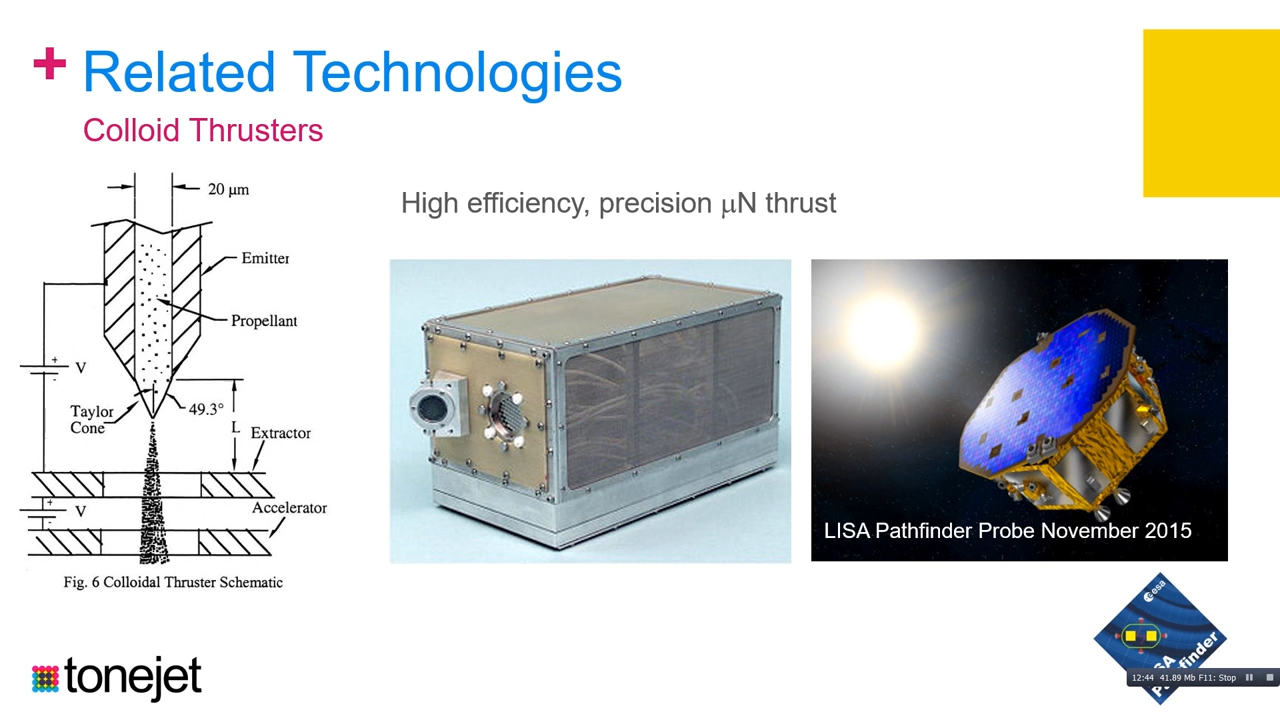 + Related Technologies
Colloid Thrusters
High efficiency, precision μN thrust
20 μm
Emitter
Propellant
+
V
-
Taylor
Cone
49.3°
L
Extractor
+
V
-
Accelerator
Fig. 6 Colloidal Thruster Schematic
LISA Pathfinder Probe November 2015
esa
tonejet
12:44 41.89 Mb F11: Stop